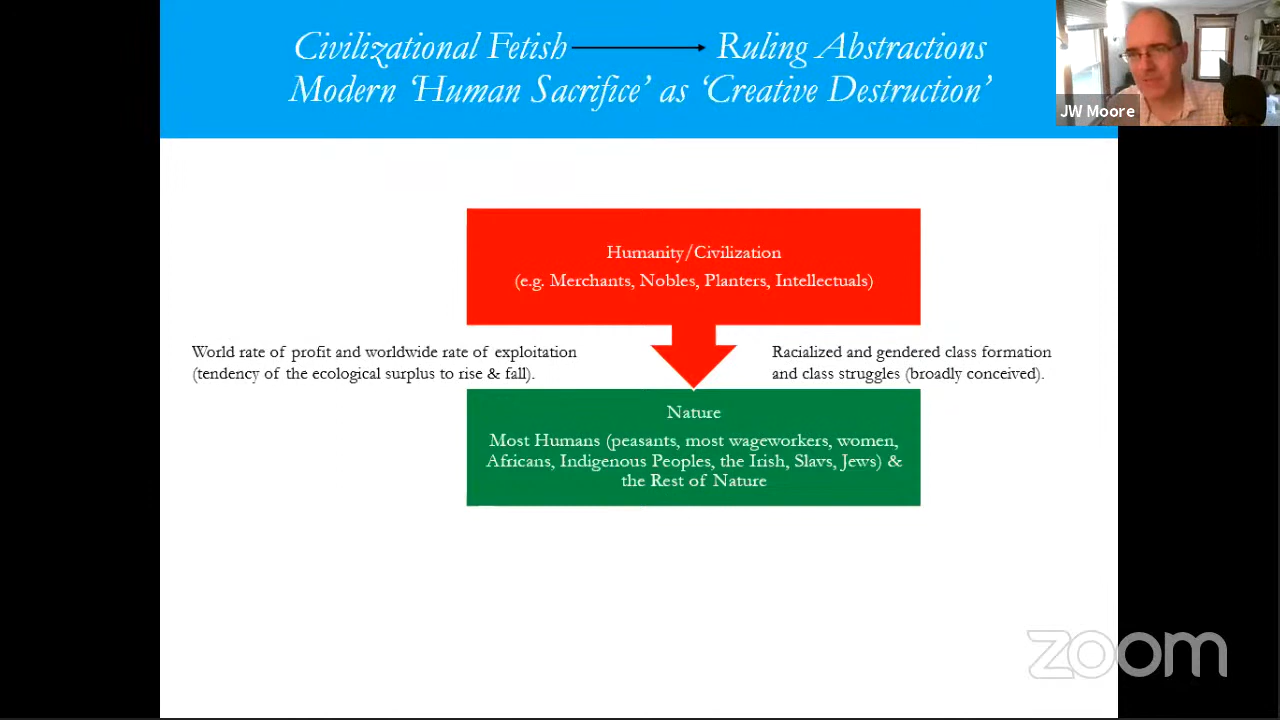 Civilizational Fetish Ruling Abstractions
Modern ‘Human Sacrifice’ as ‘Creative Destruction’
JW Moore
Humanity/Civilization
(e.g. Merchants, Nobles, Planters, Intellectuals)
World rate of profit and worldwide rate of exploitation
(tendency of the ecological surplus to rise & fall).
Racialized and gendered class formation
and class struggles (broadly conceived).
Nature
Most Humans (peasants, most wageworkers, women,
Africans, Indigenous Peoples, the Irish, Slavs, Jews) &
the Rest of Nature
zoom